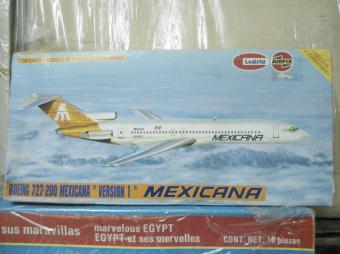 Lodela
AIRFIX
MEXICANA
BOEING 727-200 MEXICANA " VERSION 1 " MEXICANA
sus maravillas
marvelous EGYPT
EGYPT et ses mervelles
CONT. NET. 16 piezas